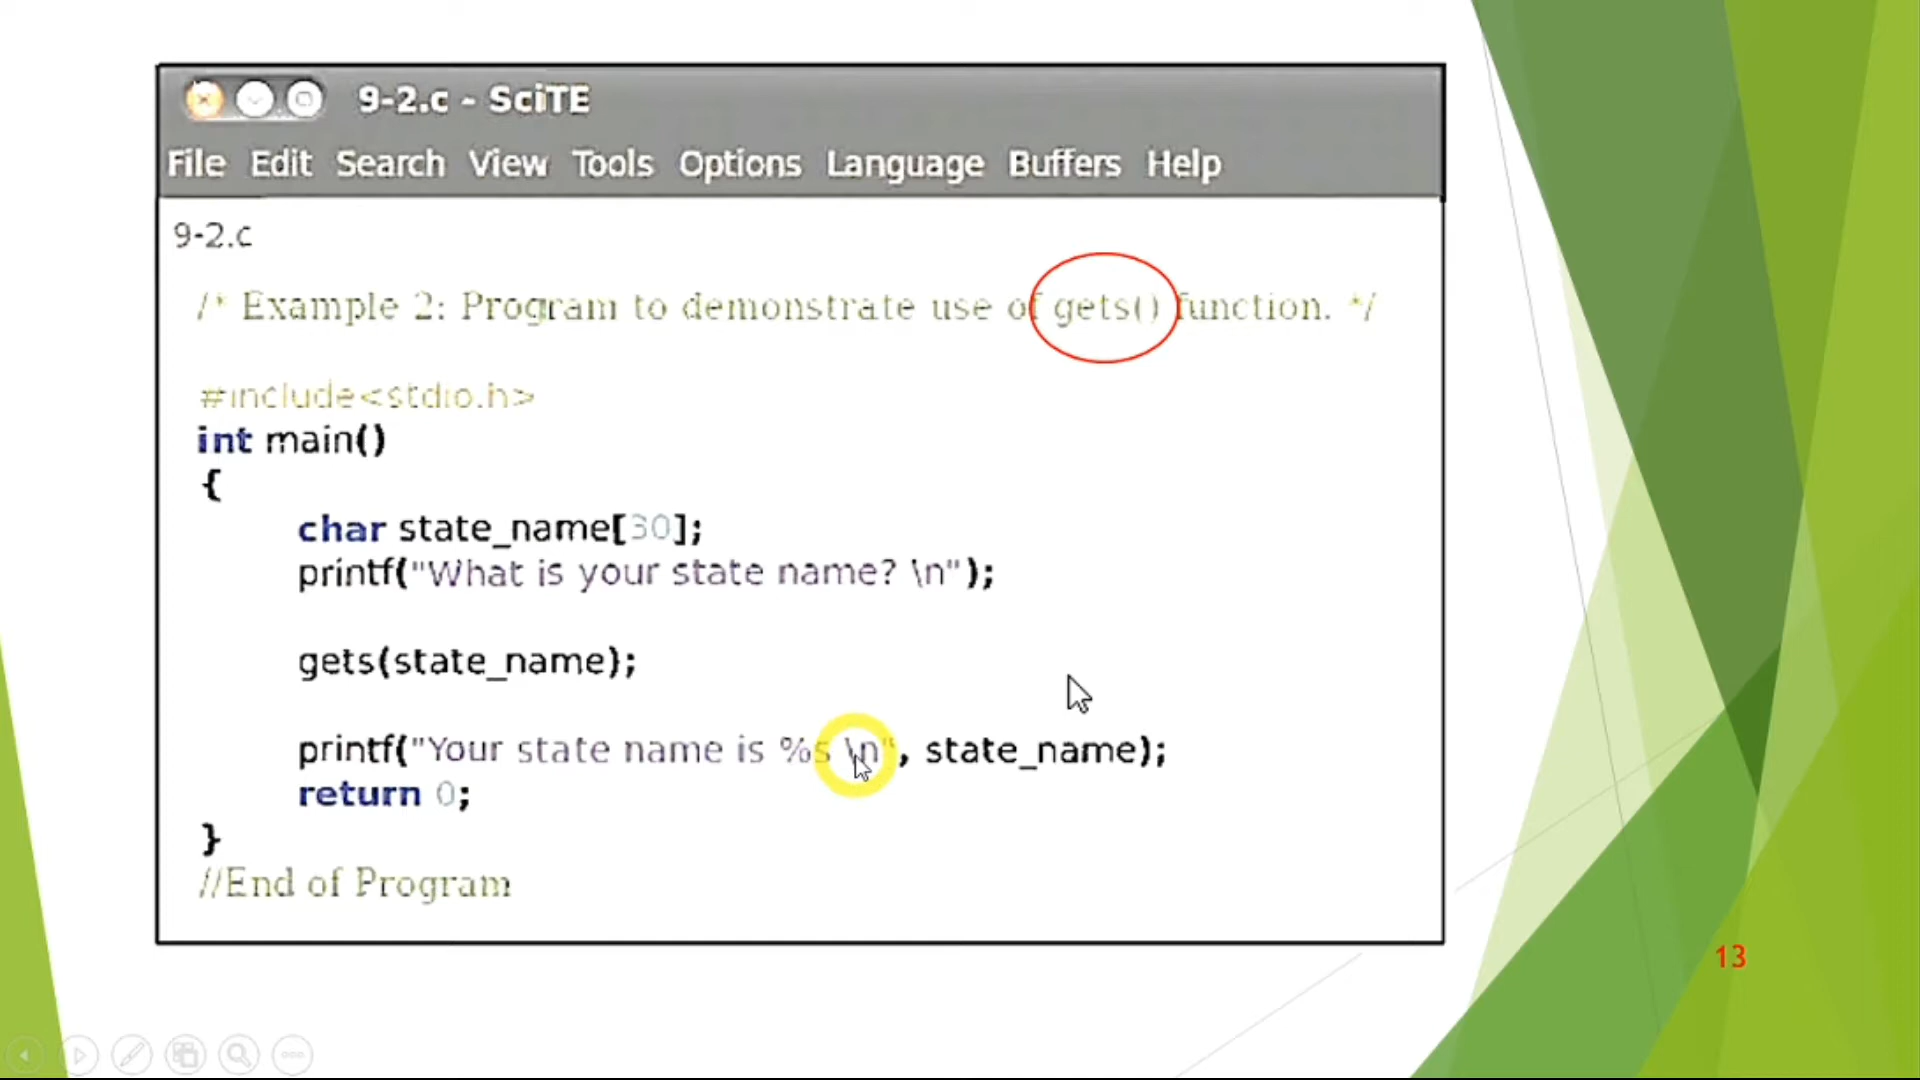 9-2.c - SciTE
File Edit Search View Tools Options Language Buffers Help
9-2.c
/* Example 2: Program to demonstrate use of gets() function. */
#include<stdio.h>
int main()
{
char state_name[30];
printf("What is your state name? \n");
gets(state_name);
printf("Your state name is %s \n", state_name);
return 0;
}
//End of Program
13